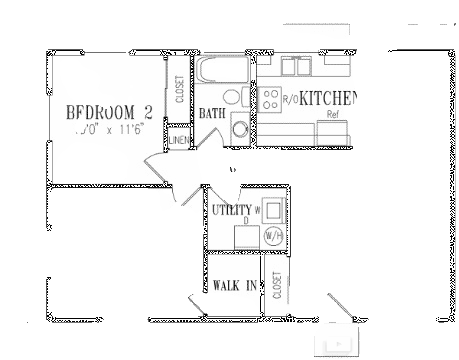 CLOSET
BEDROOM 2
x 11'6"
BATH
R/O
KITCHEN
Ref
LINEN
UTILITY
W
D
W/H
WALK IN
CLOSET